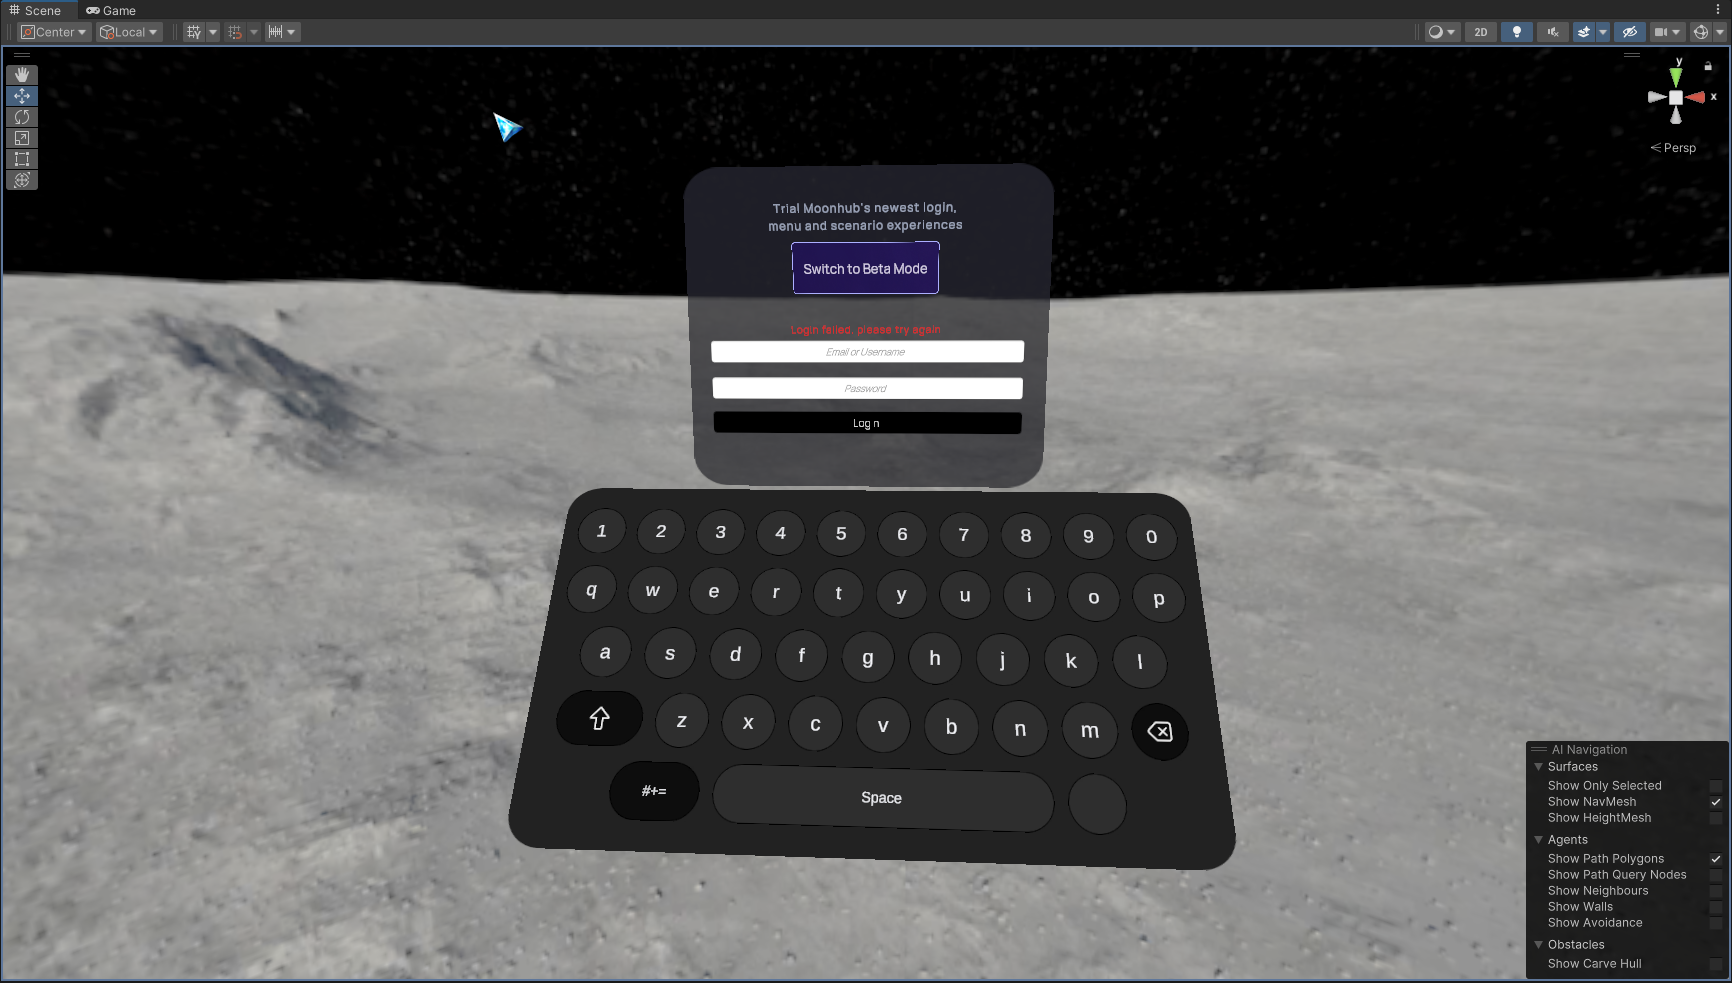 Scene
Game
Center
Local
2D
y
x
Persp
Trial Moonhub's newest login,
menu and scenario experiences
Switch to Beta Mode
Login failed, please try again
Email or Username
Password
Login
1 2 3 4 5 6 7 8 9 0
q w e r t y u i o p
a s d f g h j k l
z x c v b n m
#+= Space
AI Navigation
Surfaces
Show Only Selected
Show NavMesh
Show HeightMesh
Agents
Show Path Polygons
Show Path Query Nodes
Show Neighbours
Show Walls
Show Avoidance
Obstacles
Show Carve Hull